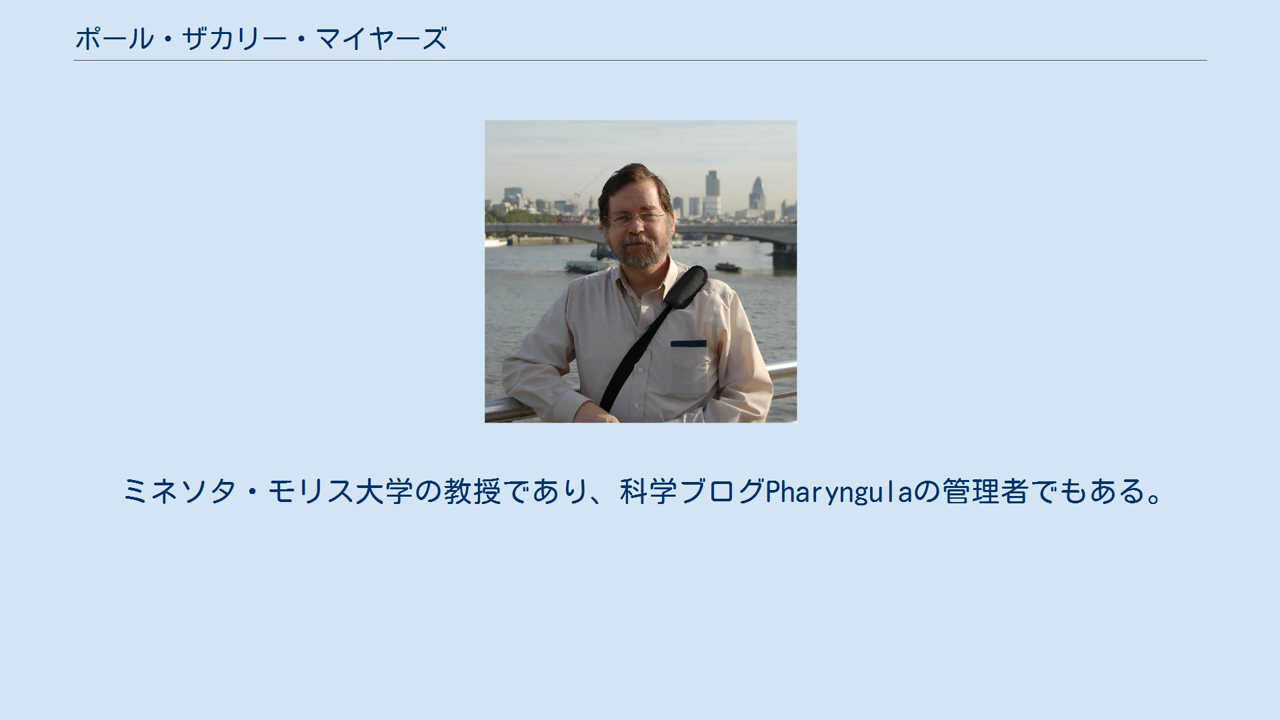 ポール・ザカリー・マイヤーズ
ミネソタ・モリス大学の教授であり、科学ブログPharyngulaの管理者でもある。